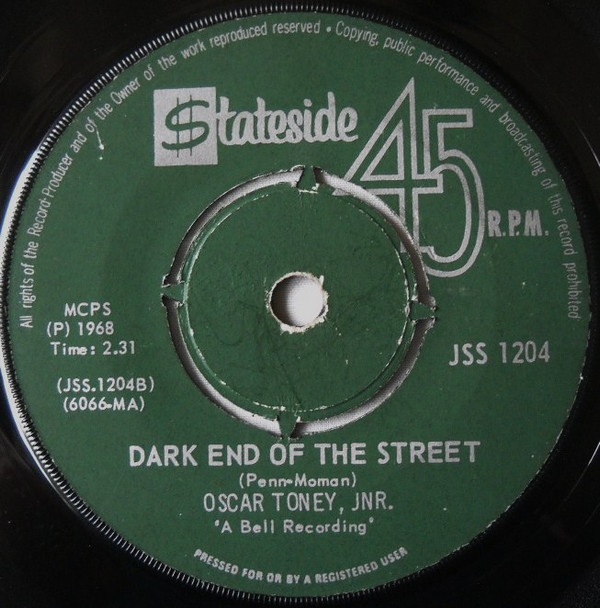 All rights of the Record Producer and of the Owner of the work reproduced reserved • Copying, public performance and broadcasting of this record prohibited
$tateside
45
R.P.M.
MCPS
(P) 1968
Time: 2.31
JSS 1204
(JSS.1204B)
(6066-MA)
DARK END OF THE STREET
(Penn-Moman)
OSCAR TONEY, JNR.
"A Bell Recording"
PRESSED FOR OR BY A REGISTERED USER